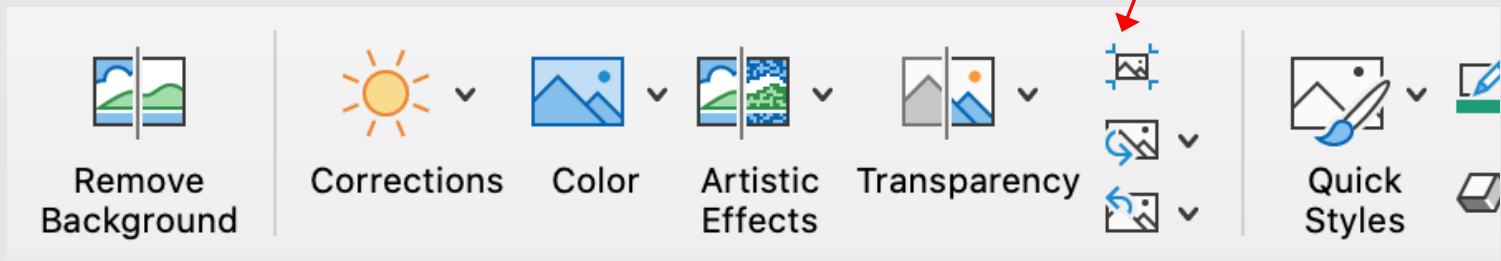 Remove
Background
Corrections
Color
Artistic
Effects
Transparency
Quick
Styles